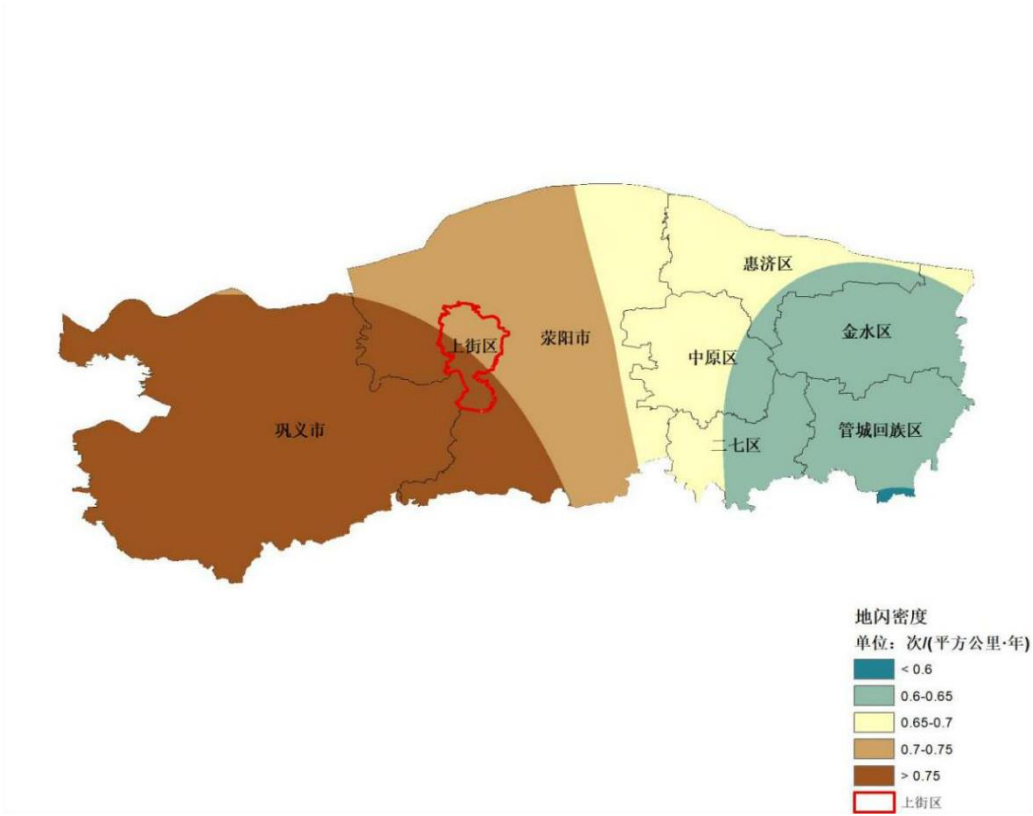 惠济区
金水区
上街区
荥阳市
中原区
巩义市
二七区
管城回族区
地闪密度
单位：次/(平方公里·年)
< 0.6
0.6-0.65
0.65-0.7
0.7-0.75
> 0.75
上街区